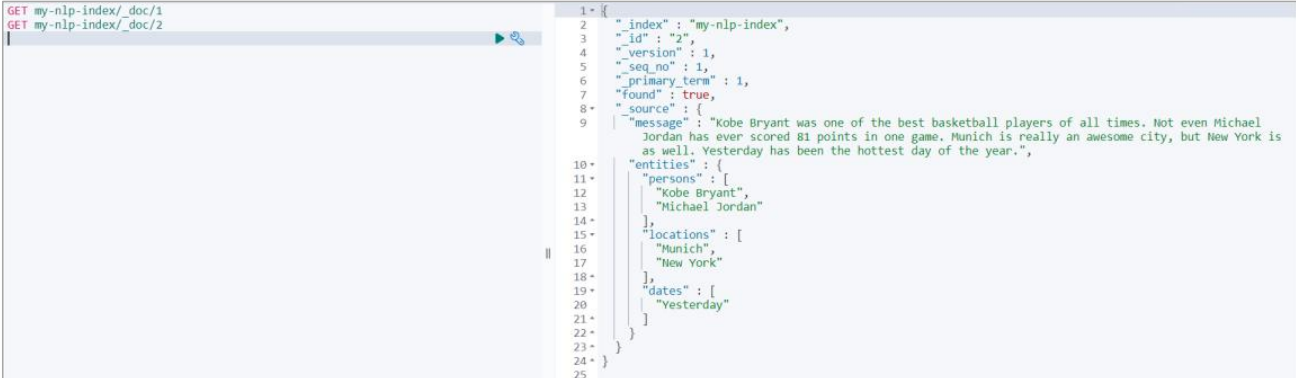 GET my-nlp-index/_doc/1
GET my-nlp-index/_doc/2
1 {
2 "_index" : "my-nlp-index",
3 "_id" : "2",
4 "_version" : 1,
5 "_seq_no" : 1,
6 "_primary_term" : 1,
7 "found" : true,
8 "_source" : {
9 "message" : "Kobe Bryant was one of the best basketball players of all times. Not even Michael
Jordan has ever scored 81 points in one game. Munich is really an awesome city, but New York is
as well. Yesterday has been the hottest day of the year.",
10 "entities" : {
11 "persons" : [
12 "Kobe Bryant",
13 "Michael Jordan"
14 ],
15 "locations" : [
16 "Munich",
17 "New York"
18 ],
19 "dates" : [
20 "Yesterday"
21 ]
22 }
23 }
24 }
25